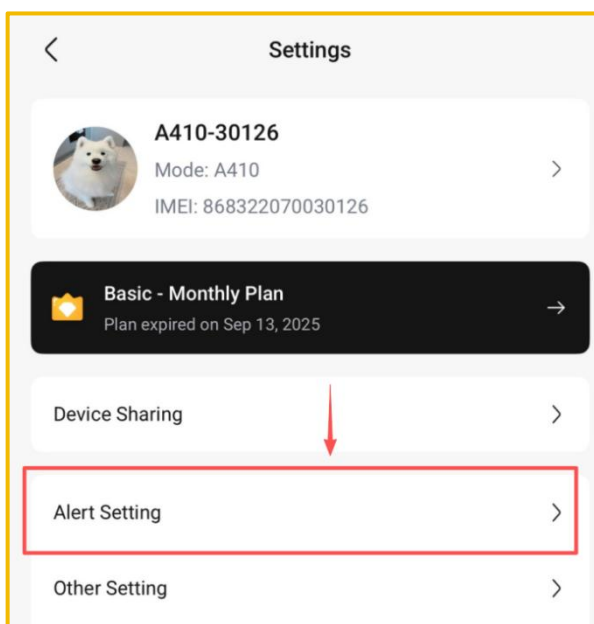 Settings
A410-30126
Mode: A410
IMEI: 868322070030126
Basic - Monthly Plan
Plan expired on Sep 13, 2025
Device Sharing
Alert Setting
Other Setting